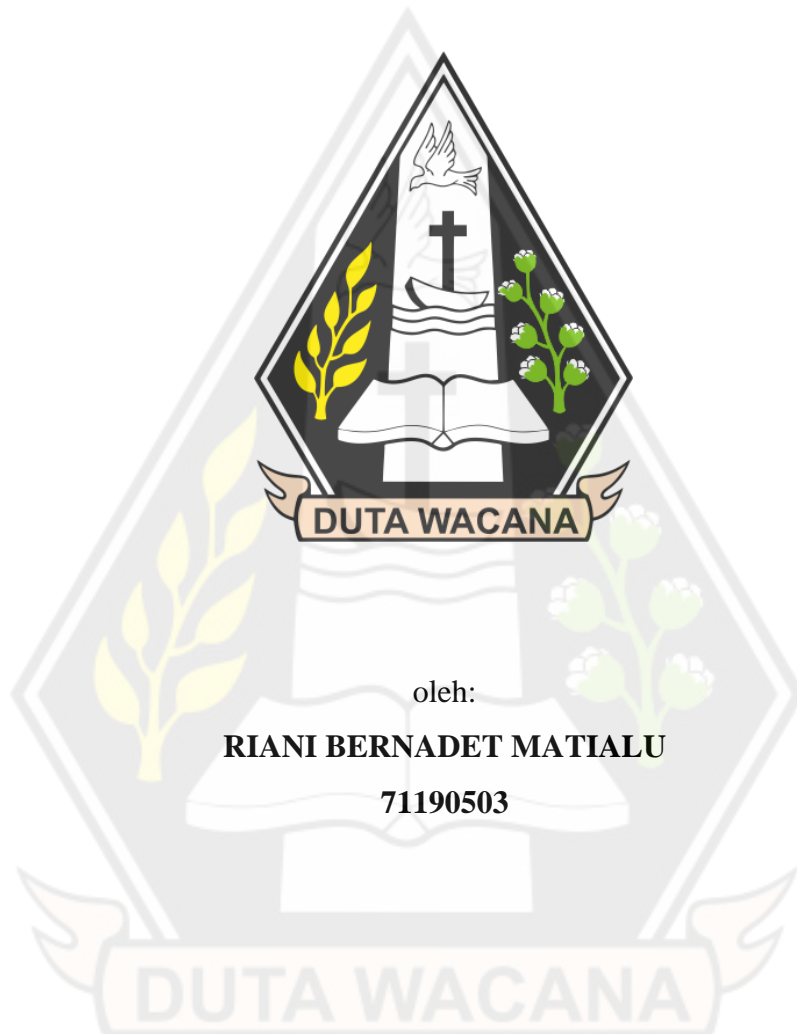 DUTA WACANA
oleh:
RIANI BERNADET MATIALU
71190503
DUTA WACANA